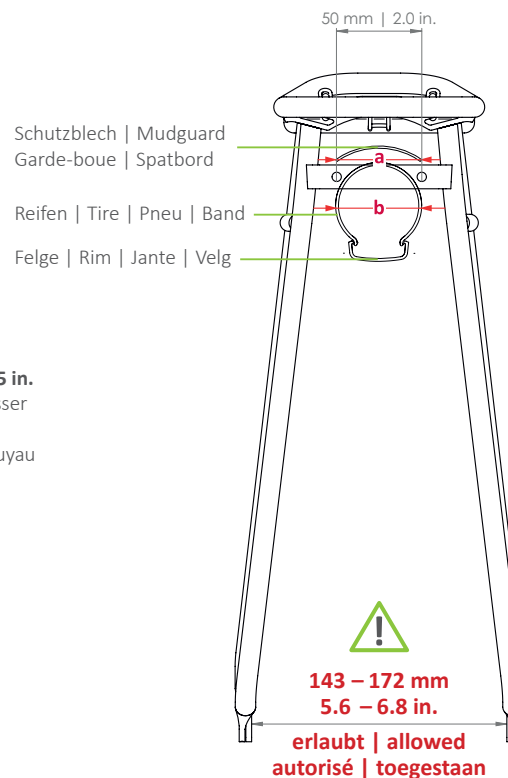 50 mm | 2.0 in.
Schutzblech | Mudguard
Garde-boue | Spatbord
a
Reifen | Tire | Pneu | Band
b
Felge | Rim | Jante | Velg
5 in.
sser
uyau
!
143 – 172 mm
5.6 – 6.8 in.
erlaubt | allowed
autorisé | toegestaan